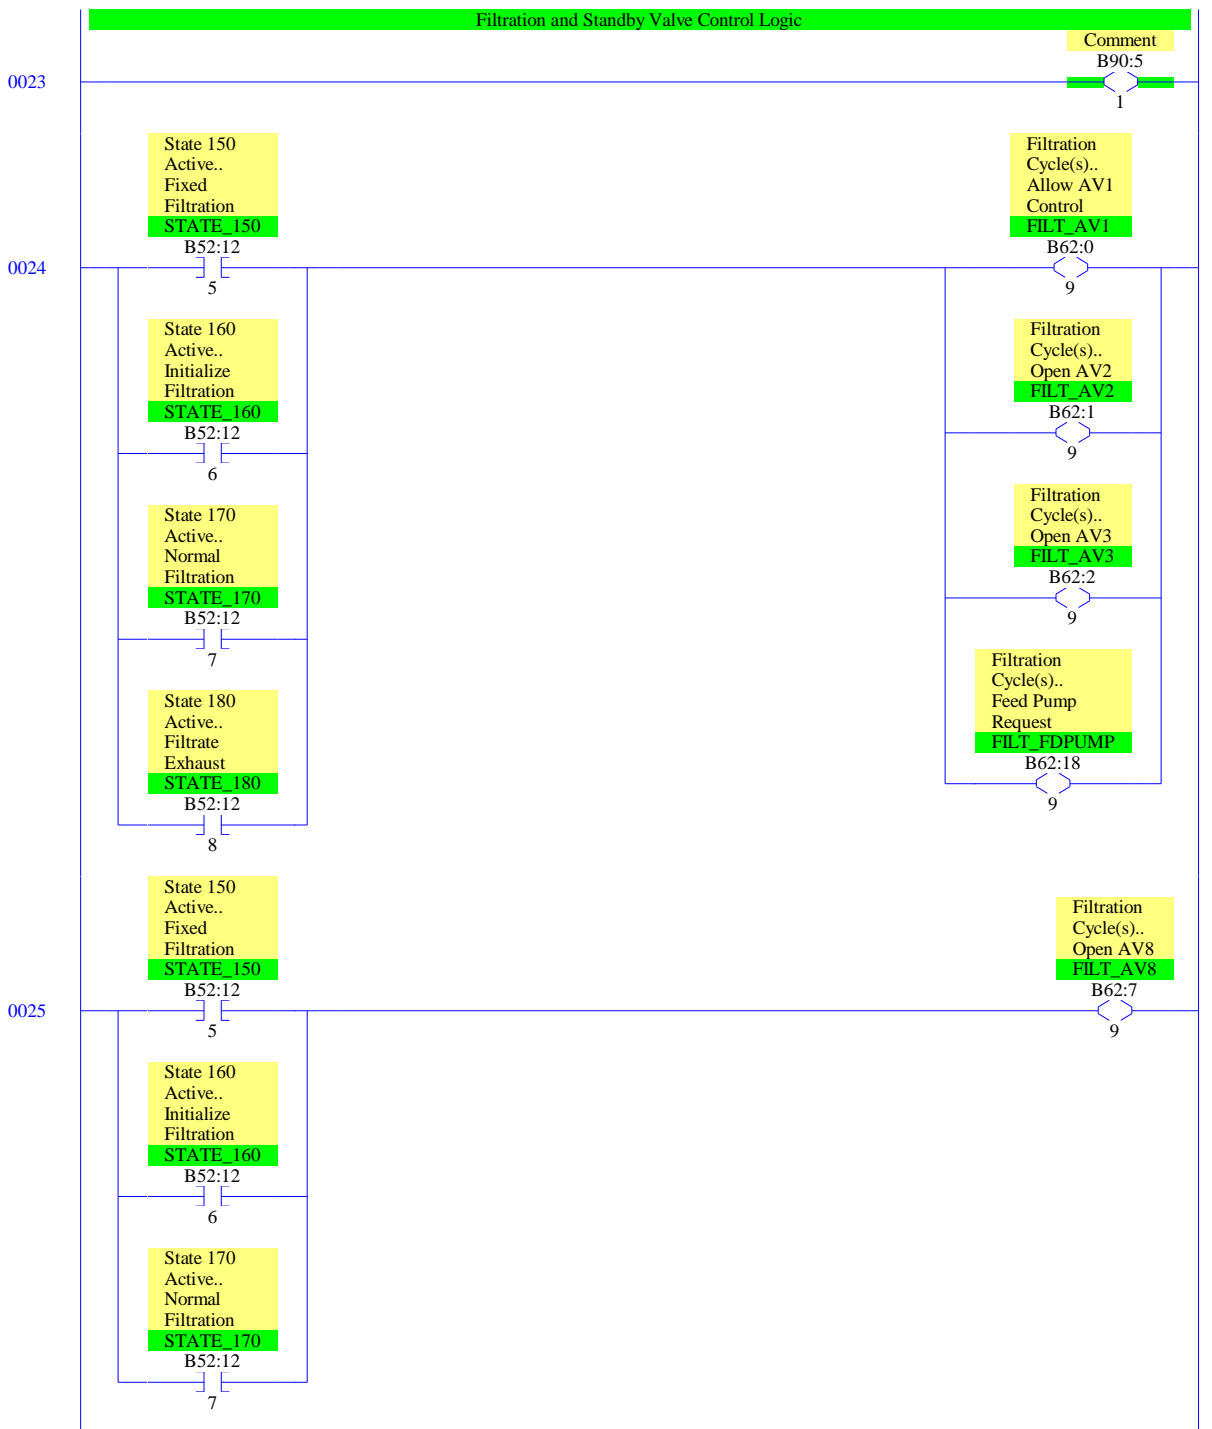 Filtration and Standby Valve Control Logic
Comment
B90:5
0023
1
State 150
Active..
Fixed
Filtration
STATE_150
B52:12
0024
5
Filtration
Cycle(s)..
Allow AV1
Control
FILT_AV1
B62:0
9
State 160
Active..
Initialize
Filtration
STATE_160
B52:12
6
Filtration
Cycle(s)..
Open AV2
FILT_AV2
B62:1
9
State 170
Active..
Normal
Filtration
STATE_170
B52:12
7
Filtration
Cycle(s)..
Open AV3
FILT_AV3
B62:2
9
State 180
Active..
Filtrate
Exhaust
STATE_180
B52:12
8
Filtration
Cycle(s)..
Feed Pump
Request
FILT_FDPUMP
B62:18
9
State 150
Active..
Fixed
Filtration
STATE_150
B52:12
0025
5
Filtration
Cycle(s)..
Open AV8
FILT_AV8
B62:7
9
State 160
Active..
Initialize
Filtration
STATE_160
B52:12
6
State 170
Active..
Normal
Filtration
STATE_170
B52:12
7